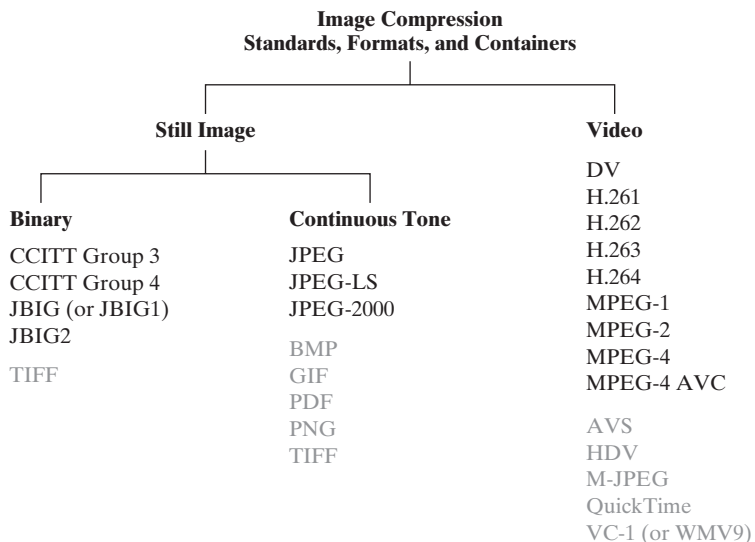 Image Compression
Standards, Formats, and Containers
Still Image
Binary
CCITT Group 3
CCITT Group 4
JBIG (or JBIG1)
JBIG2
TIFF
Continuous Tone
JPEG
JPEG-LS
JPEG-2000
BMP
GIF
PDF
PNG
TIFF
Video
DV
H.261
H.262
H.263
H.264
MPEG-1
MPEG-2
MPEG-4
MPEG-4 AVC
AVS
HDV
M-JPEG
QuickTime
VC-1 (or WMV9)